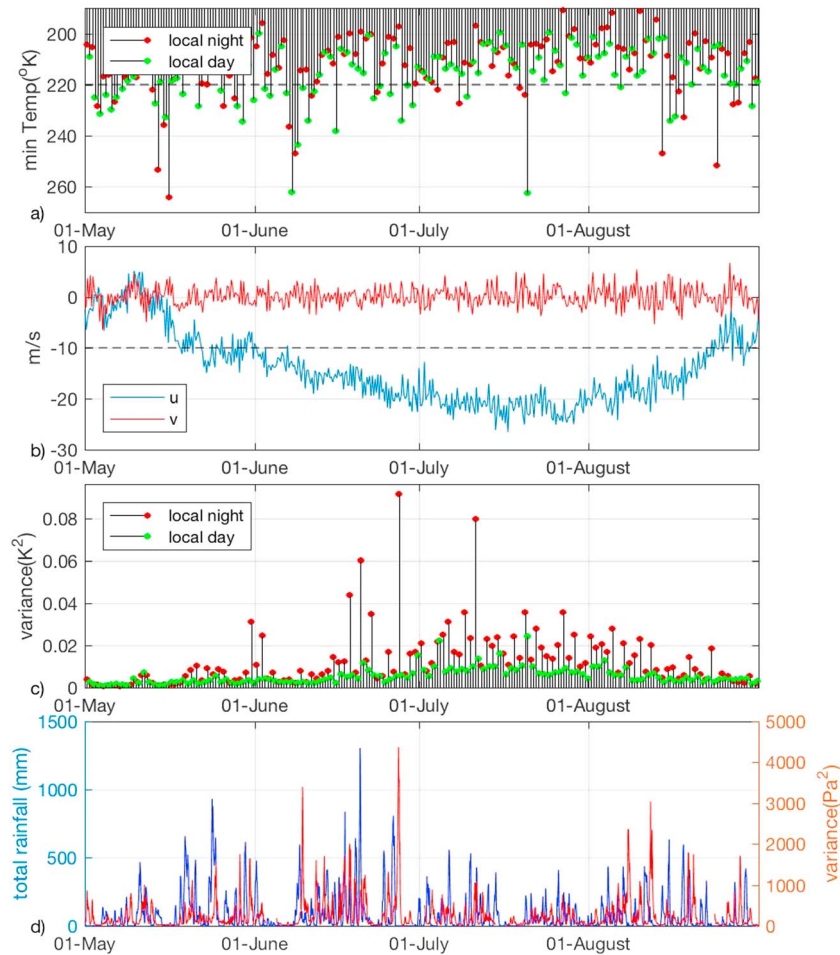 200
220
240
260
min Temp(°K)
local night
local day
a)
01-May 01-June 01-July 01-August
10
0
-10
-20
-30
m/s
u
v
b)
01-May 01-June 01-July 01-August
0.08
0.06
0.04
0.02
0
variance(K²)
local night
local day
c)
01-May 01-June 01-July 01-August
1500
1000
500
0
total rainfall (mm)
5000
4000
3000
2000
1000
0
variance(Pa²)
d)
01-May 01-June 01-July 01-August